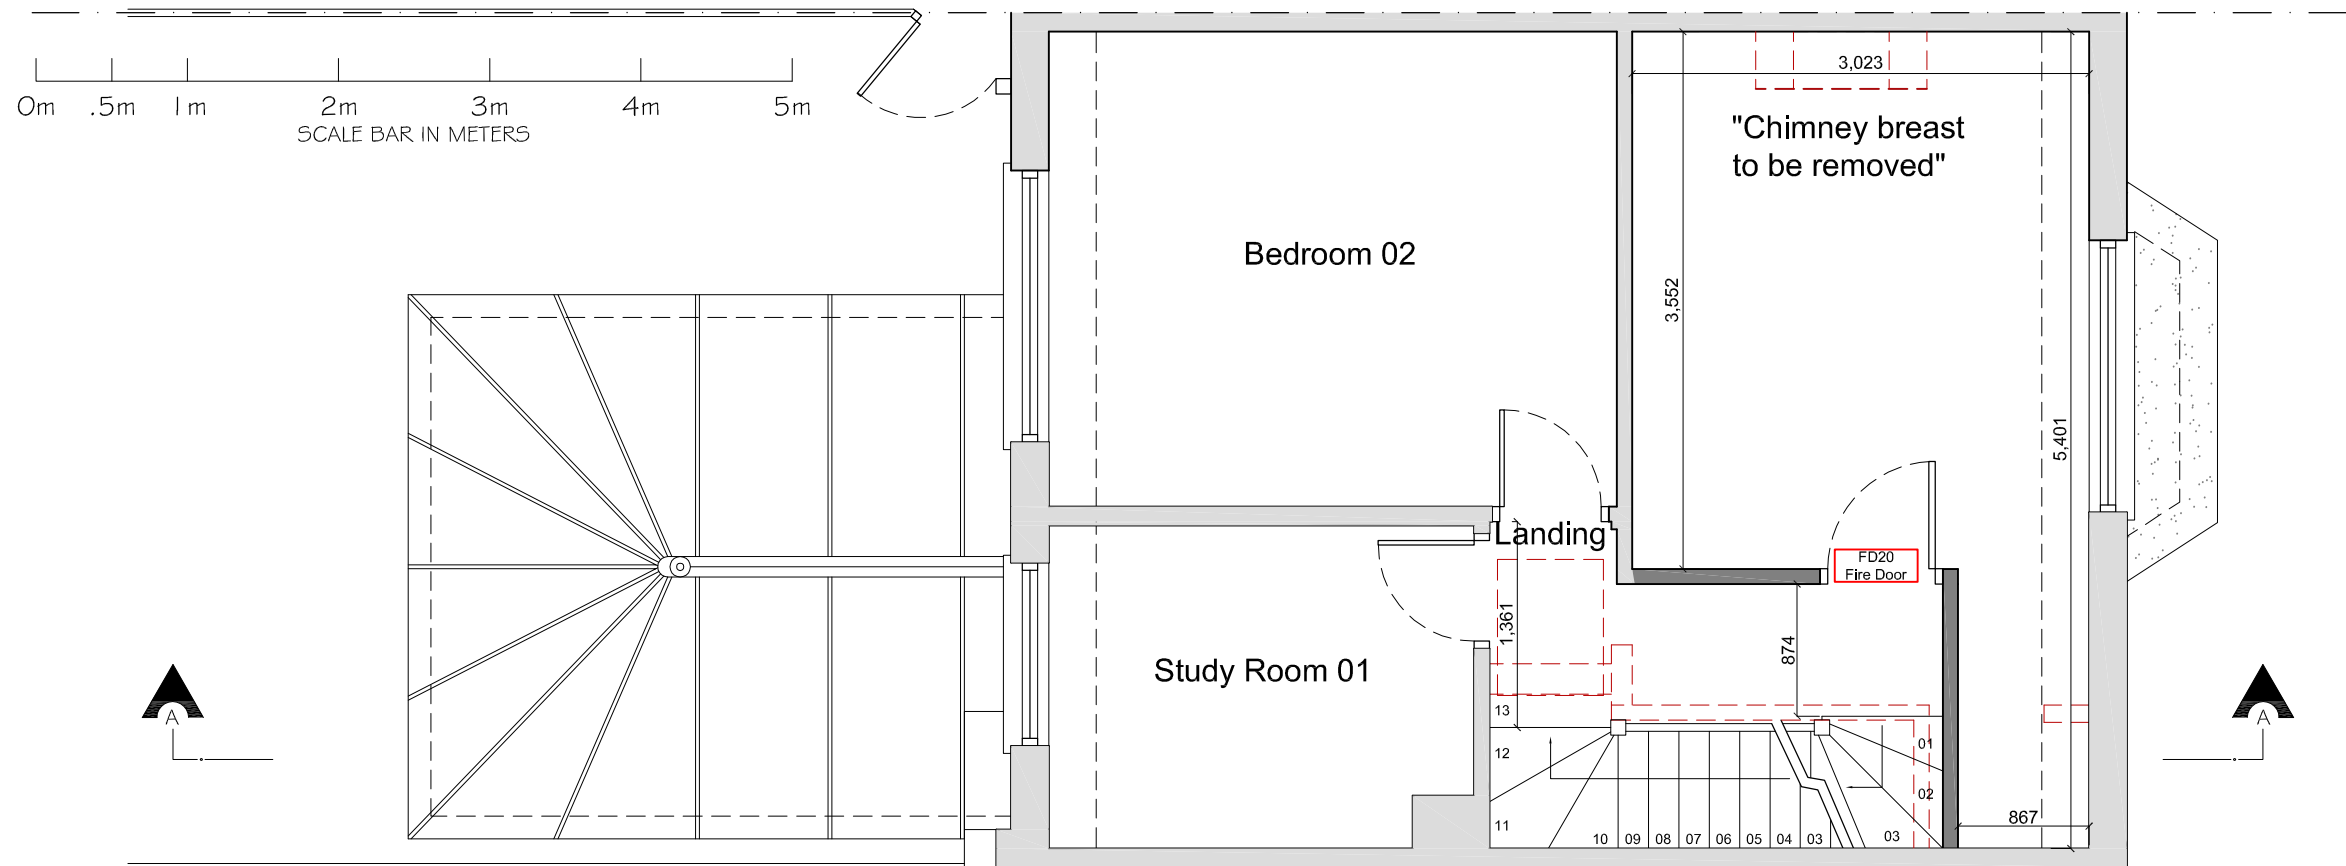 0m .5m 1m 2m 3m 4m 5m
SCALE BAR IN METERS
3,023
"Chimney breast
to be removed"
Bedroom 02
3,552
5,401
Landing
FD20
Fire Door
1,361
874
Study Room 01
A
A
13
12
11
10 09 08 07 06 05 04 03
01
02
03
867